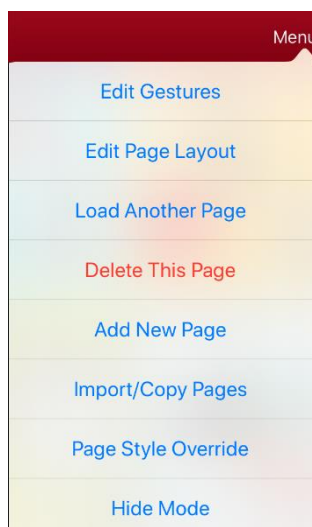 Menu
Edit Gestures
Edit Page Layout
Load Another Page
Delete This Page
Add New Page
Import/Copy Pages
Page Style Override
Hide Mode